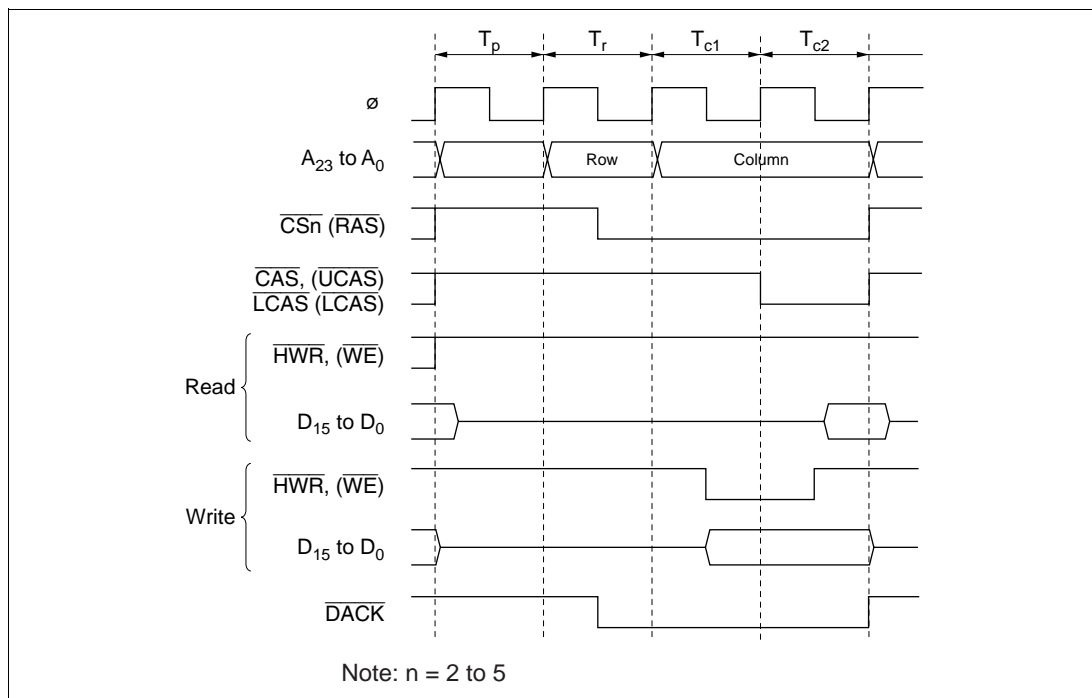 Tp Tr Tc1 Tc2
ø
A23 to A0 Row Column
CSn (RAS)
CAS, (UCAS)
LCAS (LCAS)
Read
HWR, (WE)
D15 to D0
Write
HWR, (WE)
D15 to D0
DACK
Note: n = 2 to 5